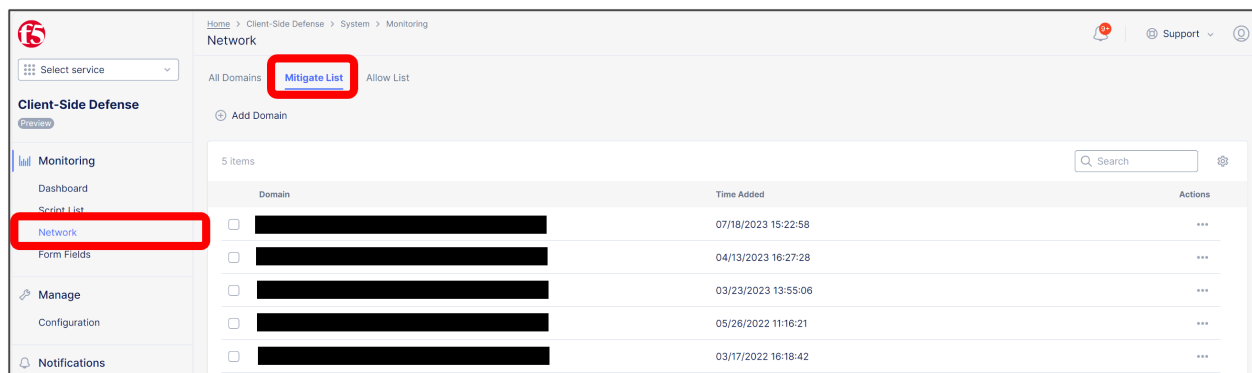 f5
Home > Client-Side Defense > System > Monitoring
Network
9+
Support
Select service
Client-Side Defense
Preview
All Domains
Mitigate List
Allow List
Add Domain
Monitoring
Dashboard
Script List
Network
Form Fields
Manage
Configuration
Notifications
5 items
Search
Domain
Time Added
Actions
07/18/2023 15:22:58
04/13/2023 16:27:28
03/23/2023 13:55:06
05/26/2022 11:16:21
03/17/2022 16:18:42